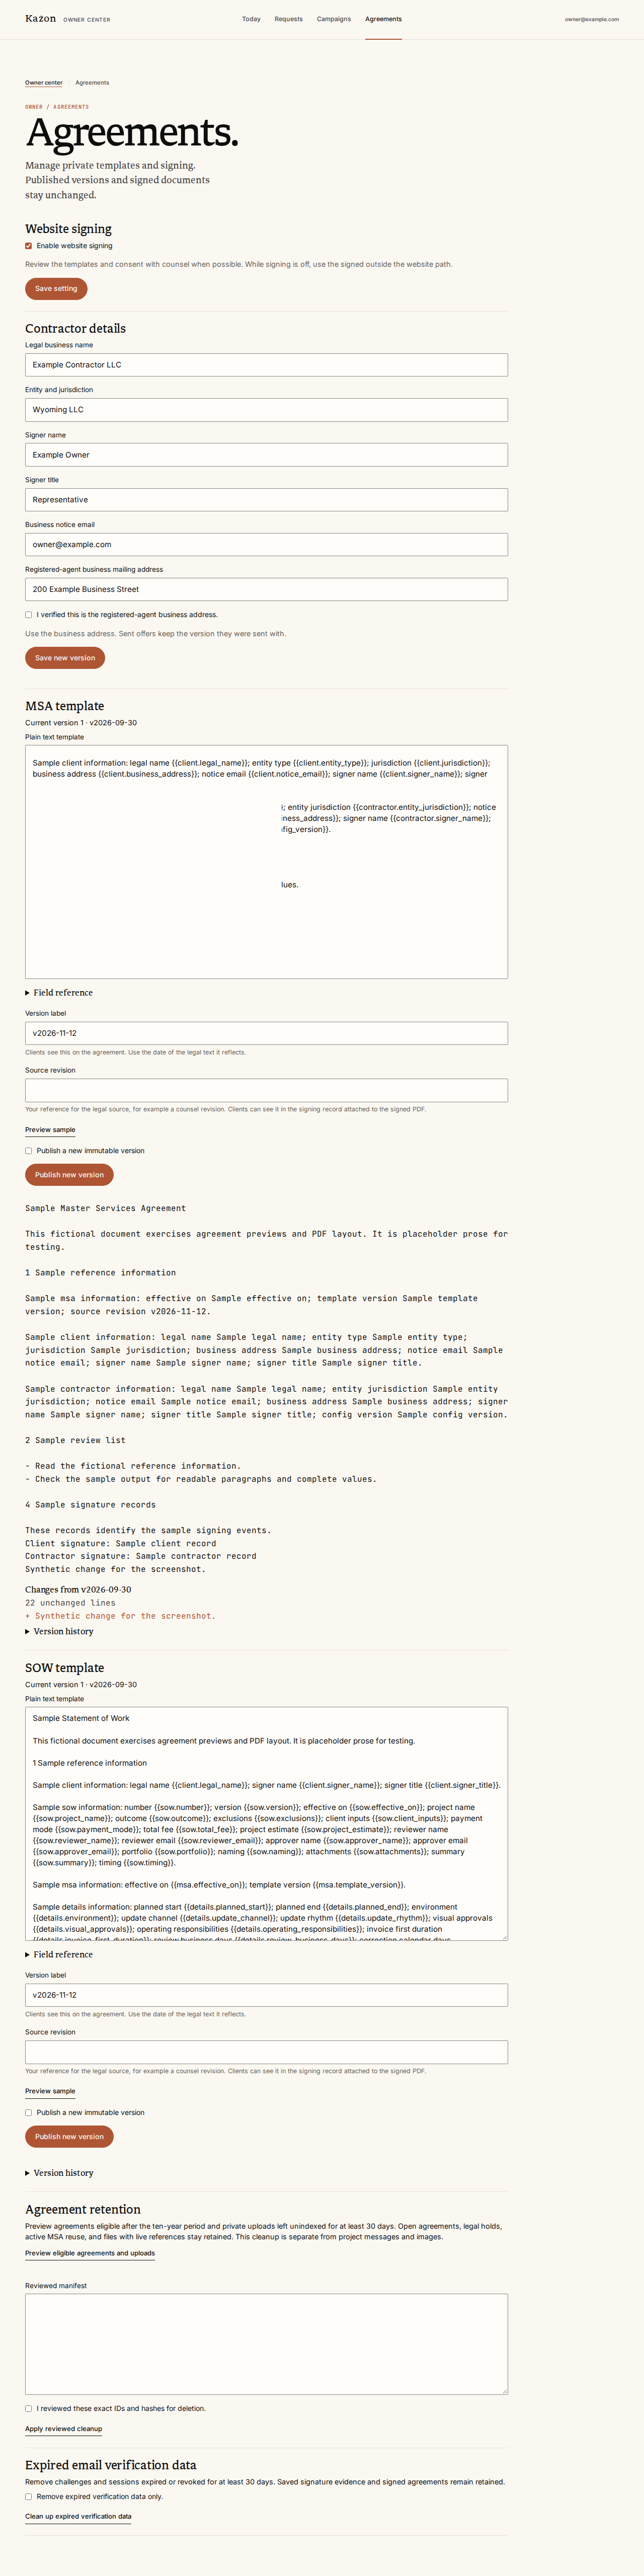 Kazon OWNER CENTER
Today Requests Campaigns Agreements
owner@example.com
Owner center / Agreements
OWNER / AGREEMENTS
Agreements.
Manage private templates and signing.
Published versions and signed documents
stay unchanged.
Website signing
Enable website signing
Review the templates and consent with counsel when possible. While signing is off, use the signed outside the website path.
Save setting
Contractor details
Legal business name
Example Contractor LLC
Entity and jurisdiction
Wyoming LLC
Signer name
Example Owner
Signer title
Representative
Business notice email
owner@example.com
Registered-agent business mailing address
200 Example Business Street
I verified this is the registered-agent business address.
Use the business address. Sent offers keep the version they were sent with.
Save new version
MSA template
Current version 1 · v2026-09-30
Plain text template
Sample client information: legal name {{client.legal_name}}; entity type {{client.entity_type}}; jurisdiction {{client.jurisdiction}};
business address {{client.business_address}}; notice email {{client.notice_email}}; signer name {{client.signer_name}}; signer
; entity jurisdiction {{contractor.entity_jurisdiction}}; notice
ness_address}}; signer name {{contractor.signer_name}};
fig_version}}.
lues.
Field reference
Version label
v2026-11-12
Clients see this on the agreement. Use the date of the legal text it reflects.
Source revision
Your reference for the legal source, for example a counsel revision. Clients can see it in the signing record attached to the signed PDF.
Preview sample
Publish a new immutable version
Publish new version
Sample Master Services Agreement
This fictional document exercises agreement previews and PDF layout. It is placeholder prose for
testing.
1 Sample reference information
Sample msa information: effective on Sample effective on; template version Sample template
version; source revision v2026-11-12.
Sample client information: legal name Sample legal name; entity type Sample entity type;
jurisdiction Sample jurisdiction; business address Sample business address; notice email Sample
notice email; signer name Sample signer name; signer title Sample signer title.
Sample contractor information: legal name Sample legal name; entity jurisdiction Sample entity
jurisdiction; notice email Sample notice email; business address Sample business address; signer
name Sample signer name; signer title Sample signer title; config version Sample config version.
2 Sample review list
- Read the fictional reference information.
- Check the sample output for readable paragraphs and complete values.
4 Sample signature records
These records identify the sample signing events.
Client signature: Sample client record
Contractor signature: Sample contractor record
Synthetic change for the screenshot.
Changes from v2026-09-30
22 unchanged lines
+ Synthetic change for the screenshot.
Version history
SOW template
Current version 1 · v2026-09-30
Plain text template
Sample Statement of Work
This fictional document exercises agreement previews and PDF layout. It is placeholder prose for testing.
1 Sample reference information
Sample client information: legal name {{client.legal_name}}; signer name {{client.signer_name}}; signer title {{client.signer_title}}.
Sample sow information: number {{sow.number}}; version {{sow.version}}; effective on {{sow.effective_on}}; project name
{{sow.project_name}}; outcome {{sow.outcome}}; exclusions {{sow.exclusions}}; client inputs {{sow.client_inputs}}; payment
mode {{sow.payment_mode}}; total fee {{sow.total_fee}}; project estimate {{sow.project_estimate}}; reviewer name
{{sow.reviewer_name}}; reviewer email {{sow.reviewer_email}}; approver name {{sow.approver_name}}; approver email
{{sow.approver_email}}; portfolio {{sow.portfolio}}; naming {{sow.naming}}; attachments {{sow.attachments}}; summary
{{sow.summary}}; timing {{sow.timing}}.
Sample msa information: effective on {{msa.effective_on}}; template version {{msa.template_version}}.
Sample details information: planned start {{details.planned_start}}; planned end {{details.planned_end}}; environment
{{details.environment}}; update channel {{details.update_channel}}; update rhythm {{details.update_rhythm}}; visual approvals
{{details.visual_approvals}}; operating responsibilities {{details.operating_responsibilities}}; invoice first duration
{{details.invoice_first_duration}}; review business days {{details.review_business_days}}; correction calendar days
Field reference
Version label
v2026-11-12
Clients see this on the agreement. Use the date of the legal text it reflects.
Source revision
Your reference for the legal source, for example a counsel revision. Clients can see it in the signing record attached to the signed PDF.
Preview sample
Publish a new immutable version
Publish new version
Version history
Agreement retention
Preview agreements eligible after the ten-year period and private uploads left unindexed for at least 30 days. Open agreements, legal holds,
active MSA reuse, and files with live references stay retained. This cleanup is separate from project messages and images.
Preview eligible agreements and uploads
Reviewed manifest
I reviewed these exact IDs and hashes for deletion.
Apply reviewed cleanup
Expired email verification data
Remove challenges and sessions expired or revoked for at least 30 days. Saved signature evidence and signed agreements remain retained.
Remove expired verification data only.
Clean up expired verification data